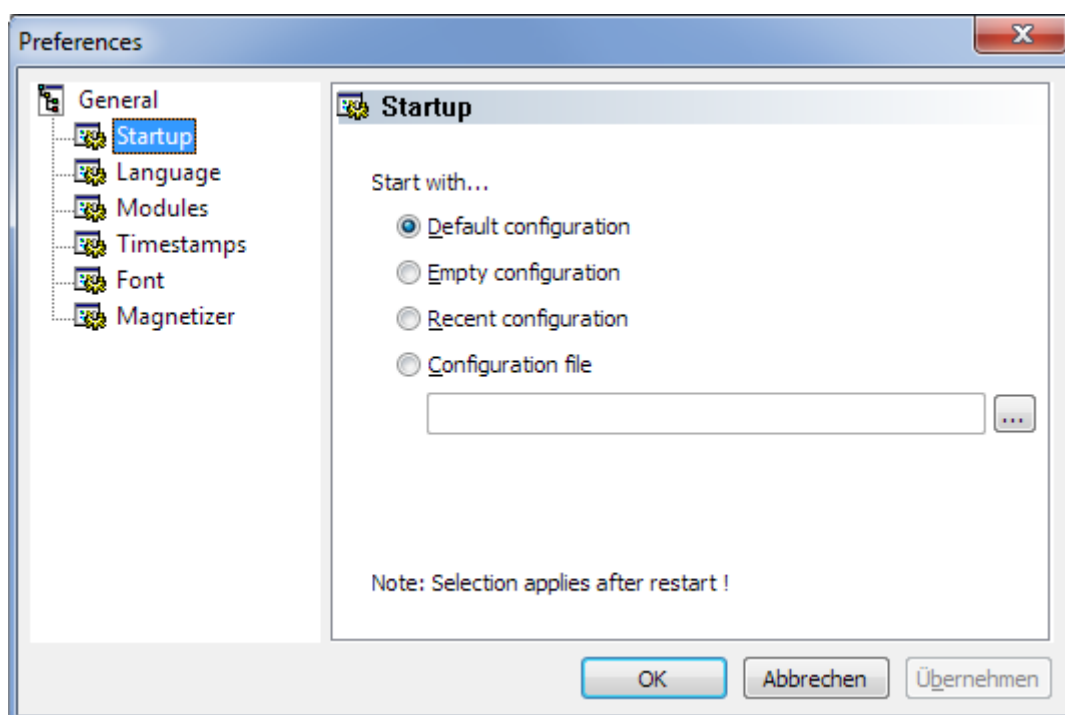 Preferences
General
Startup
Language
Modules
Timestamps
Font
Magnetizer
Startup
Start with...
Default configuration
Empty configuration
Recent configuration
Configuration file
...
Note: Selection applies after restart !
OK
Abbrechen
Übernehmen